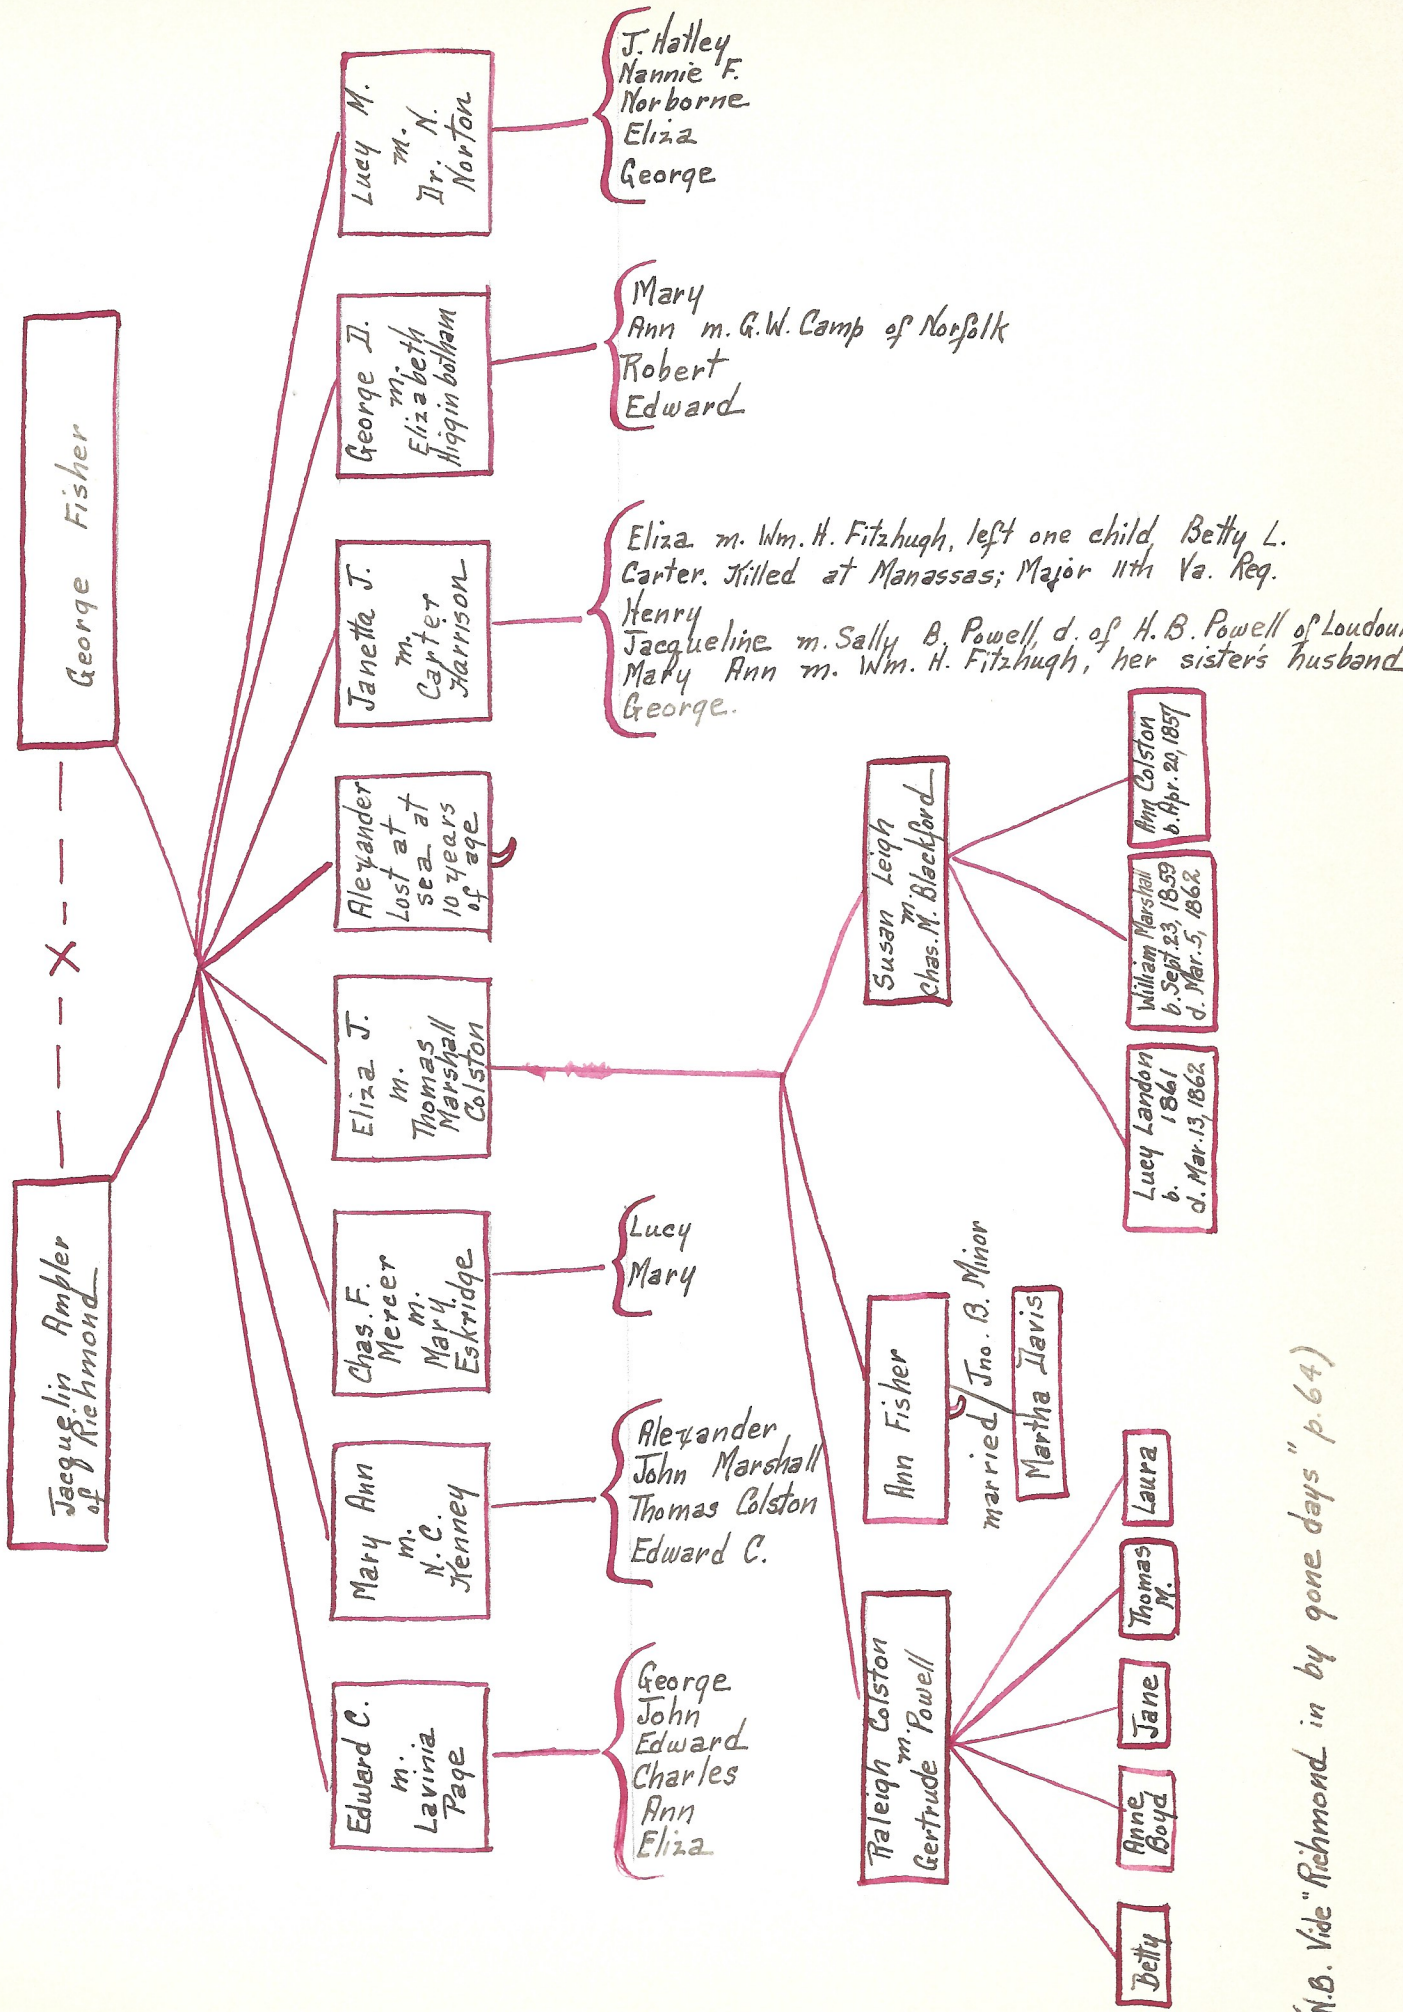 Jacquelin Ampler
of Richmond
X
George Fisher
Edward C.
m.
Lavinia
Page
Mary Ann
m.
N. C.
Kenney
Chas. F.
Mercer
m.
Mary
Eskridge
Eliza J.
m.
Thomas
Marshall
Colston
Alexander
Lost at
sea at
10 years
of age
Janetta J.
m.
Carter
Harrison
George D.
m.
Elizabeth
Higginbotham
Lucy M.
m.
Dr. N.
Norton
George
John
Edward
Charles
Ann
Eliza
Alexander
John Marshall
Thomas Colston
Edward C.
Lucy
Mary
Eliza m. Wm. H. Fitzhugh, left one child, Betty L.
Carter. Killed at Manassas; Major 11th Va. Reg.
Henry
Jacqueline m. Sally B. Powell, d. of H. B. Powell of Loudoun
Mary Ann m. Wm. H. Fitzhugh, her sister's husband
George.
Mary
Ann m. G.W. Camp of Norfolk
Robert
Edward
J. Hatley
Nannie F.
Norborne
Eliza
George
Raleigh Colston
m.
Gertrude Powell
Ann Fisher
married Jno. B. Minor
Martha Davis
Susan Leigh
m.
Chas. M. Blackford
Betty
Annie
Boyd
Jane
Thomas
M.
Laura
Lucy Landon
b. 1861
d. Mar. 13, 1862
William Marshall
b. Sept. 23, 1859
d. Mar. 5, 1862
Ann Colston
b. Apr. 20, 1857
N.B. Vide "Richmond in by gone days" p. 64)